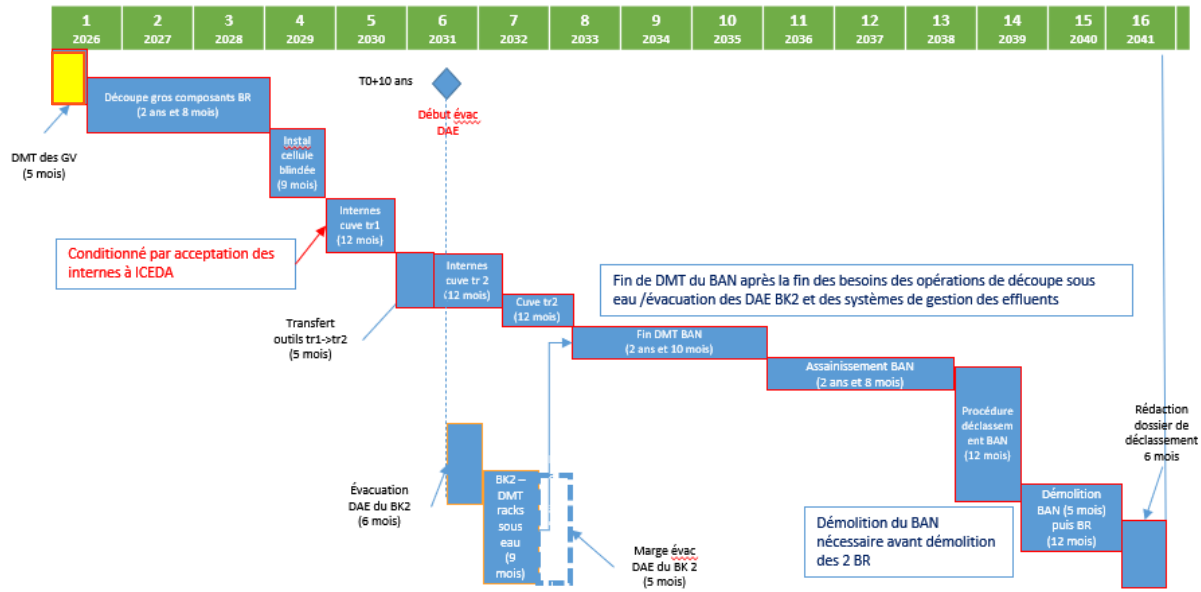 1 2 3 4 5 6 7 8 9 10 11 12 13 14 15 16
2026 2027 2028 2029 2030 2031 2032 2033 2034 2035 2036 2037 2038 2039 2040 2041
T0+10 ans
Découpe gros composants BR
(2 ans et 8 mois)
Début évac
DAE
DMT des GV
(5 mois)
Instal
cellule
blindée
(9 mois)
Internes
cuve tr1
(12 mois)
Conditionné par acceptation des
internes à ICEDA
Internes
cuve tr 2
(12 mois)
Fin de DMT du BAN après la fin des besoins des opérations de découpe sous
eau /évacuation des DAE BK2 et des systèmes de gestion des effluents
Cuve tr2
(12 mois)
Transfert
outils tr1->tr2
(5 mois)
Fin DMT BAN
(2 ans et 10 mois)
Assainissement BAN
(2 ans et 8 mois)
Procédure
déclassem
ent BAN
(12 mois)
Rédaction
dossier de
déclassement
6 mois
Évacuation
DAE du BK2
(6 mois)
BK2 –
DMT
racks
sous
eau (9
mois)
Marge évac
DAE du BK 2
(5 mois)
Démolition du BAN
nécessaire avant démolition
des 2 BR
Démolition
BAN (5 mois)
puis BR
(12 mois)